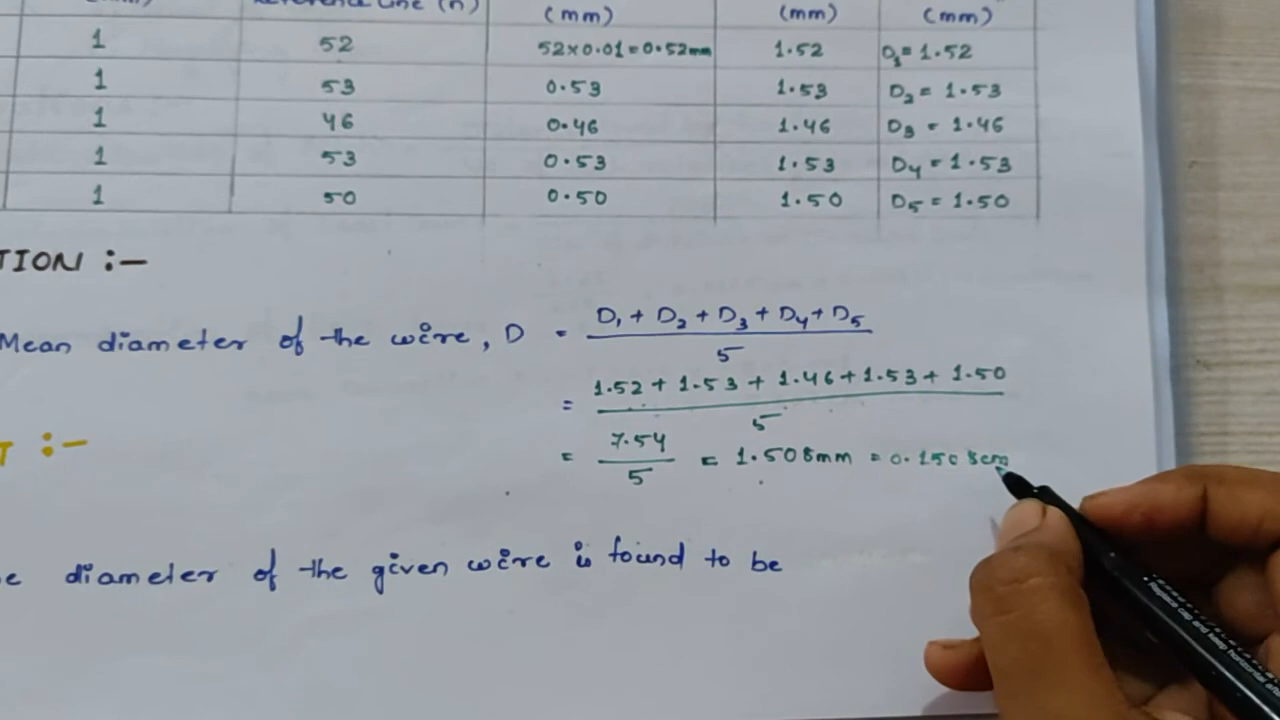 (n)
(mm) (mm) (mm)
1 52 52×0.01=0.52mm 1.52 D1= 1.52
1 53 0.53 1.53 D2= 1.53
1 46 0.46 1.46 D3 = 1.46
1 53 0.53 1.53 D4= 1.53
1 50 0.50 1.50 D5= 1.50
TION :-
Mean diameter of the wire, D = D1 + D2 + D3 + D4 + D5
5
= 1.52 + 1.53 + 1.46 + 1.53 + 1.50
5
T :-
= 7.54 = 1.508mm = 0.1508cm
5
e diameter of the given wire is found to be